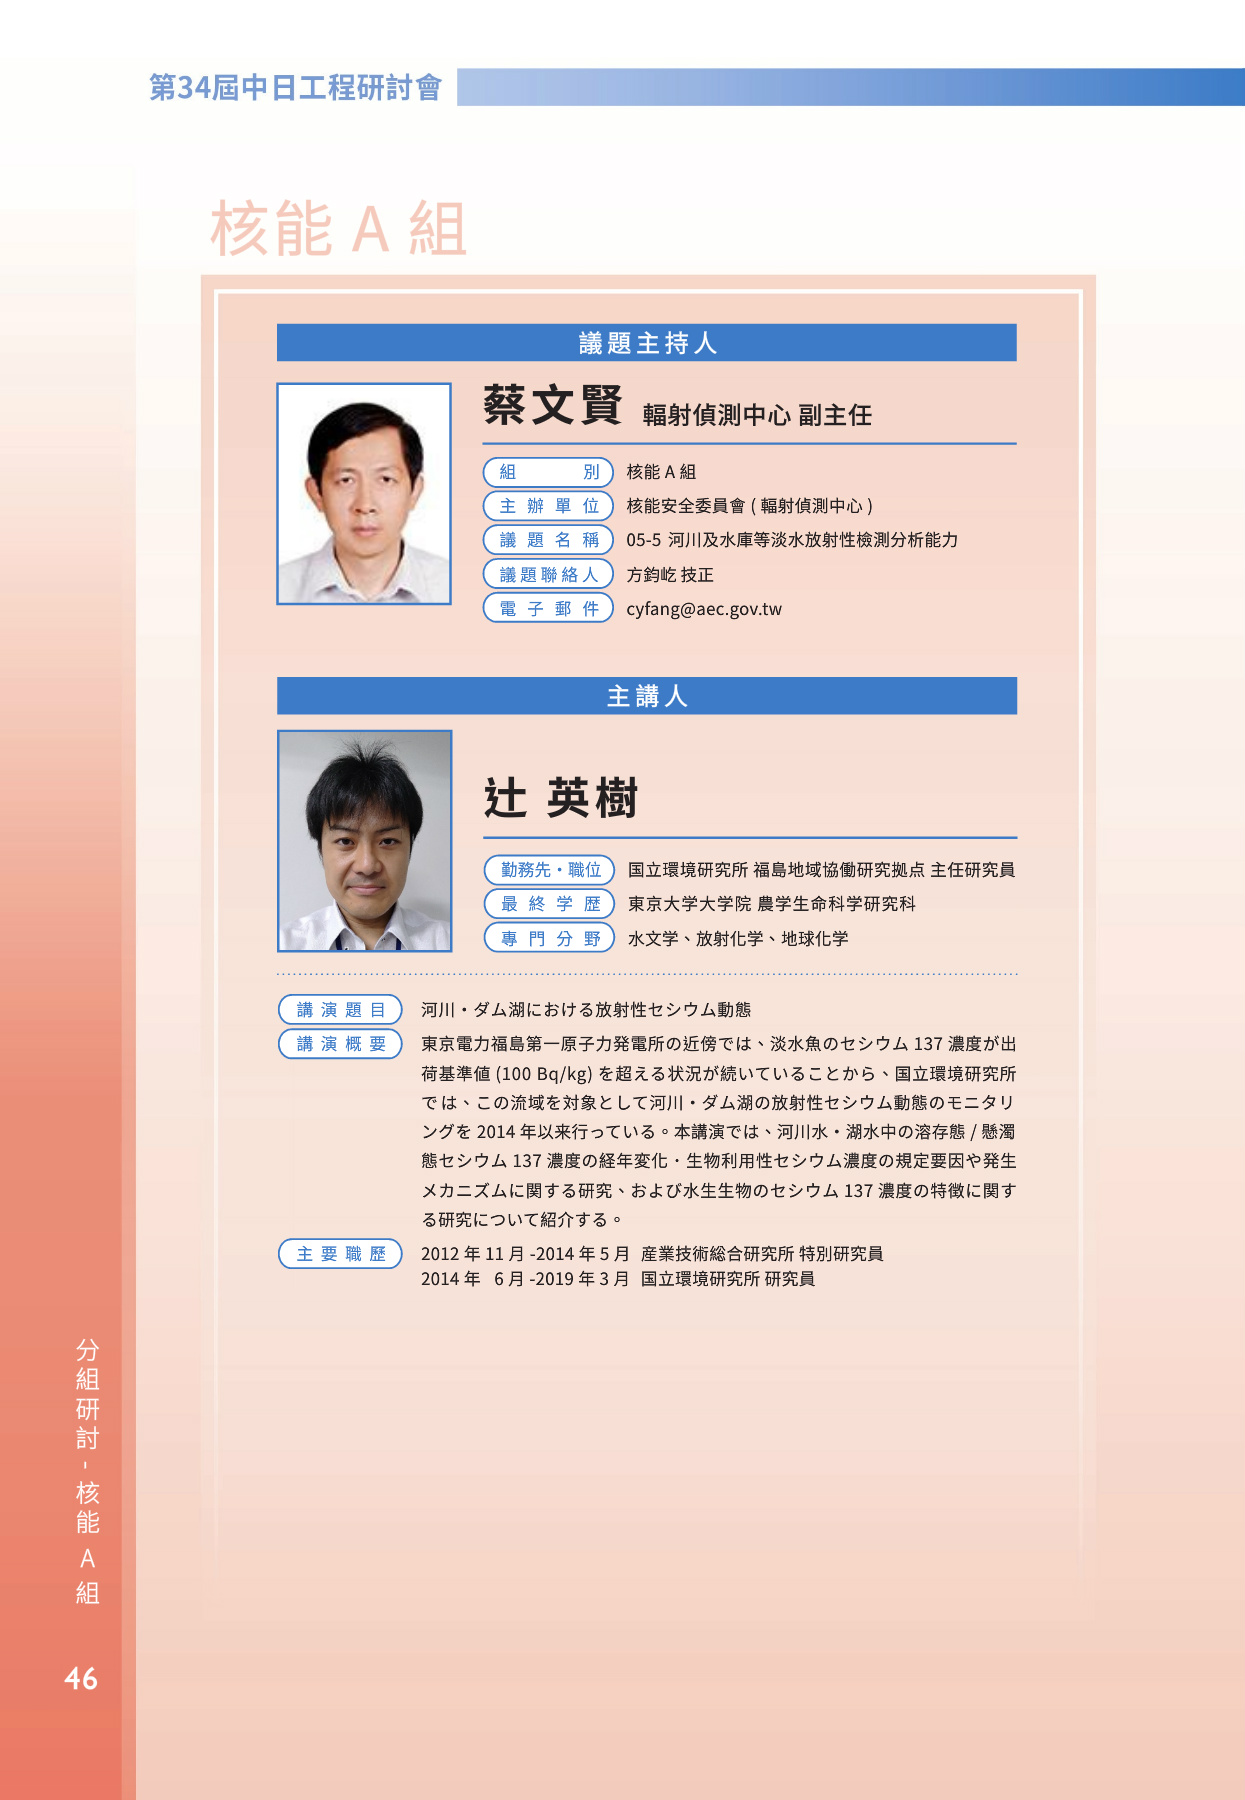 第34屆中日工程研討會
核能 A 組
議題主持人
蔡文賢 輻射偵測中心 副主任
組別 核能 A 組
主辦單位 核能安全委員會 ( 輻射偵測中心 )
議題名稱 05-5 河川及水庫等淡水放射性檢測分析能力
議題聯絡人 方鈞屹 技正
電子郵件 cyfang@aec.gov.tw
主講人
辻 英樹
勤務先・職位 国立環境研究所 福島地域協働研究拠点 主任研究員
最終学歴 東京大学大学院 農学生命科学研究科
專門分野 水文学、放射化学、地球化学
講演題目 河川・ダム湖における放射性セシウム動態
講演概要 東京電力福島第一原子力発電所の近傍では、淡水魚のセシウム 137 濃度が出
荷基準値 (100 Bq/kg) を超える状況が続いていることから、国立環境研究所
では、この流域を対象として河川・ダム湖の放射性セシウム動態のモニタリ
ングを 2014 年以来行っている。本講演では、河川水・湖水中の溶存態 / 懸濁
態セシウム 137 濃度の経年変化・生物利用性セシウム濃度の規定要因や発生
メカニズムに関する研究、および水生生物のセシウム 137 濃度の特徴に関す
る研究について紹介する。
主要職歷 2012 年 11 月 -2014 年 5 月 産業技術総合研究所 特別研究員
2014 年 6 月 -2019 年 3 月 国立環境研究所 研究員
分組研討 - 核能 A 組
46